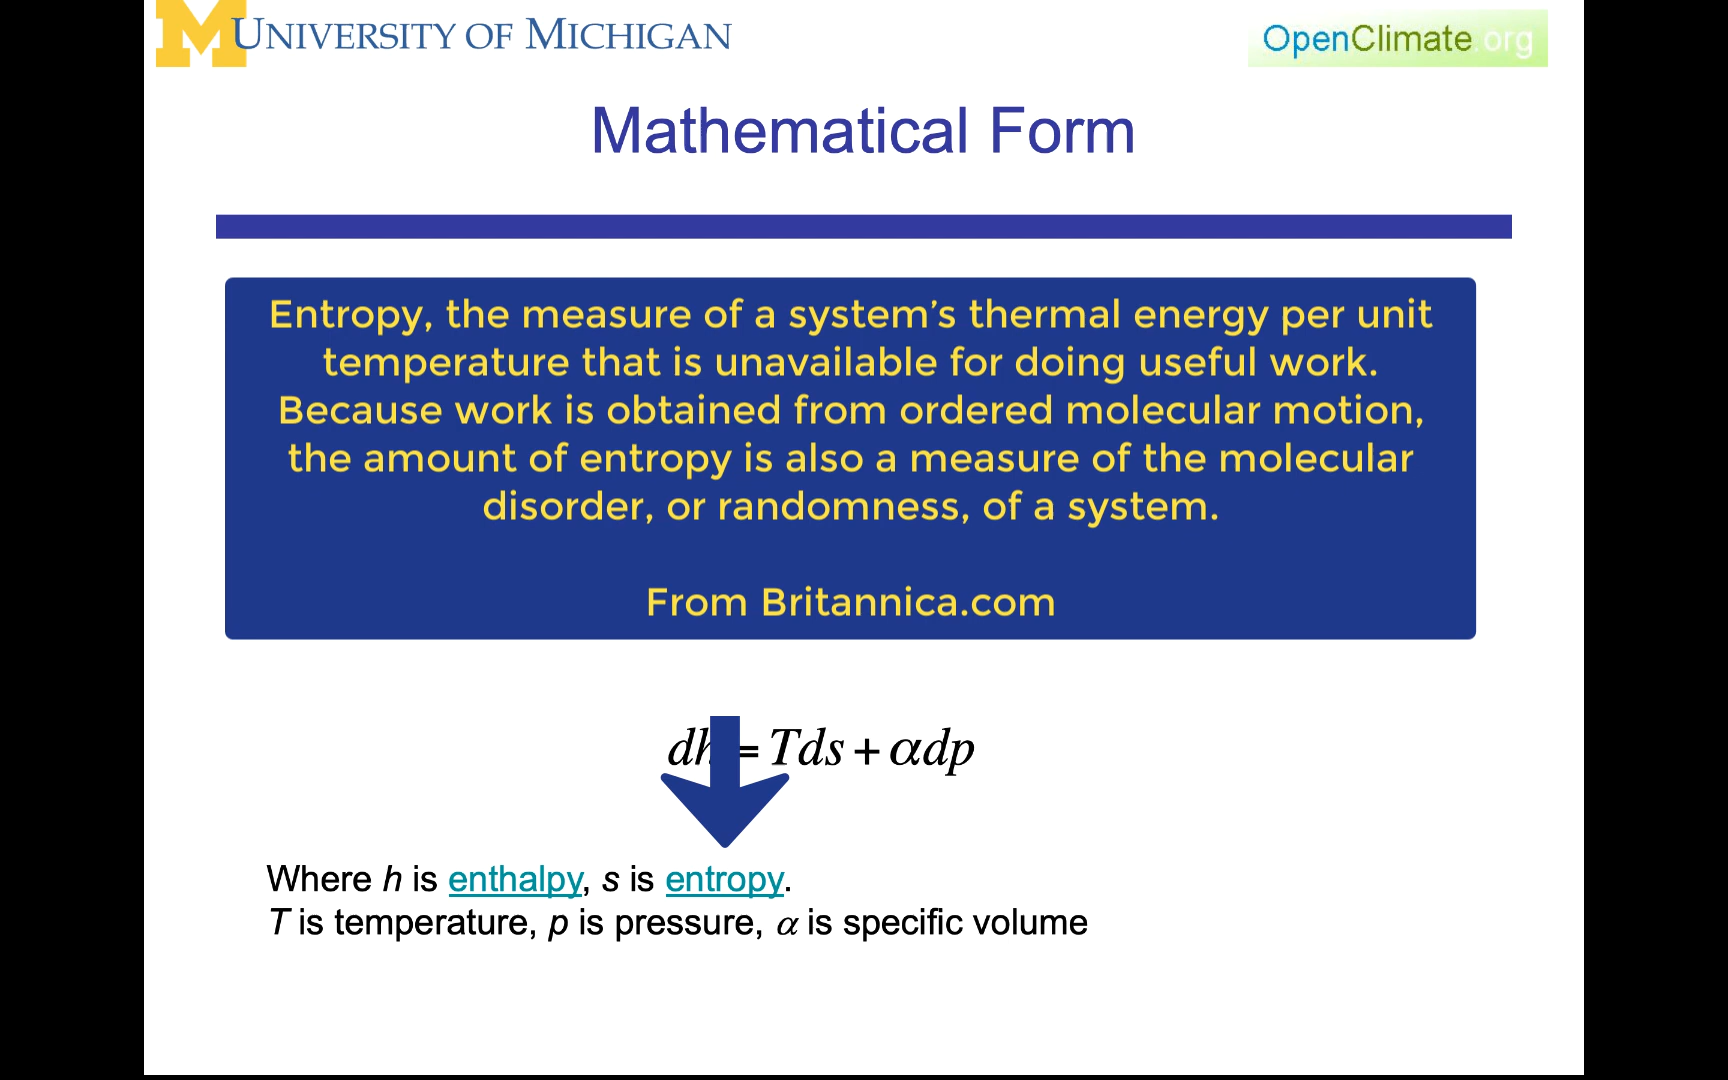 UNIVERSITY OF MICHIGAN
OpenClimate.org
Mathematical Form
Entropy, the measure of a system’s thermal energy per unit
temperature that is unavailable for doing useful work.
Because work is obtained from ordered molecular motion,
the amount of entropy is also a measure of the molecular
disorder, or randomness, of a system.
From Britannica.com
dh = Tds + αdp
Where h is enthalpy, s is entropy.
T is temperature, p is pressure, α is specific volume